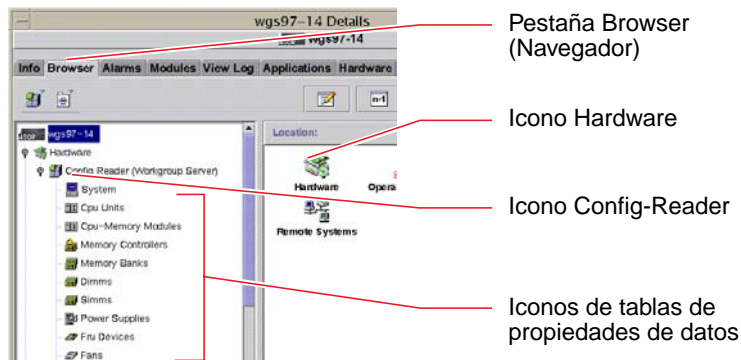 wgs97-14 Details
wgs97-14
Info Browser Alarms Modules View Log Applications Hardware
Pestaña Browser
(Navegador)
wgs97-14
Hardware
Config Reader (Workgroup Server)
System
Cpu Units
Cpu-Memory Modules
Memory Controllers
Memory Banks
Dimms
Simms
Power Supplies
Fru Devices
Fans
Location:
Hardware
Remote Systems
Icono Hardware
Icono Config-Reader
Iconos de tablas de
propiedades de datos